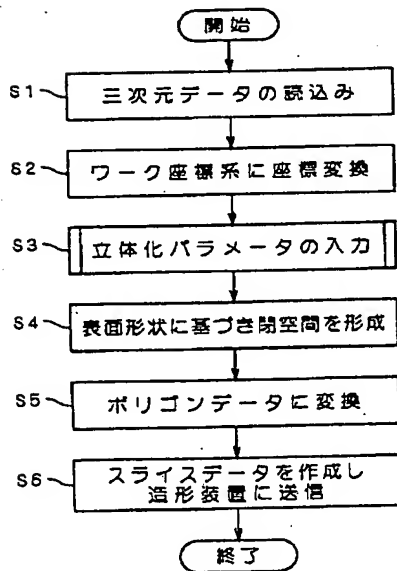 開始
S1
三次元データの読込み
S2
ワーク座標系に座標変換
S3
立体化パラメータの入力
S4
表面形状に基づき閉空間を形成
S5
ポリゴンデータに変換
S6
スライスデータを作成し
造形装置に送信
終了